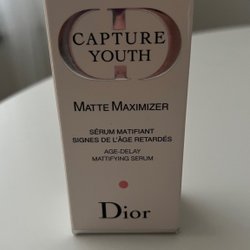 CAPTURE
YOUTH
MATTE MAXIMIZER
SÉRUM MATIFIANT
SIGNES DE L'ÂGE RETARDÉS
AGE-DELAY
MATTIFYING SERUM
Dior